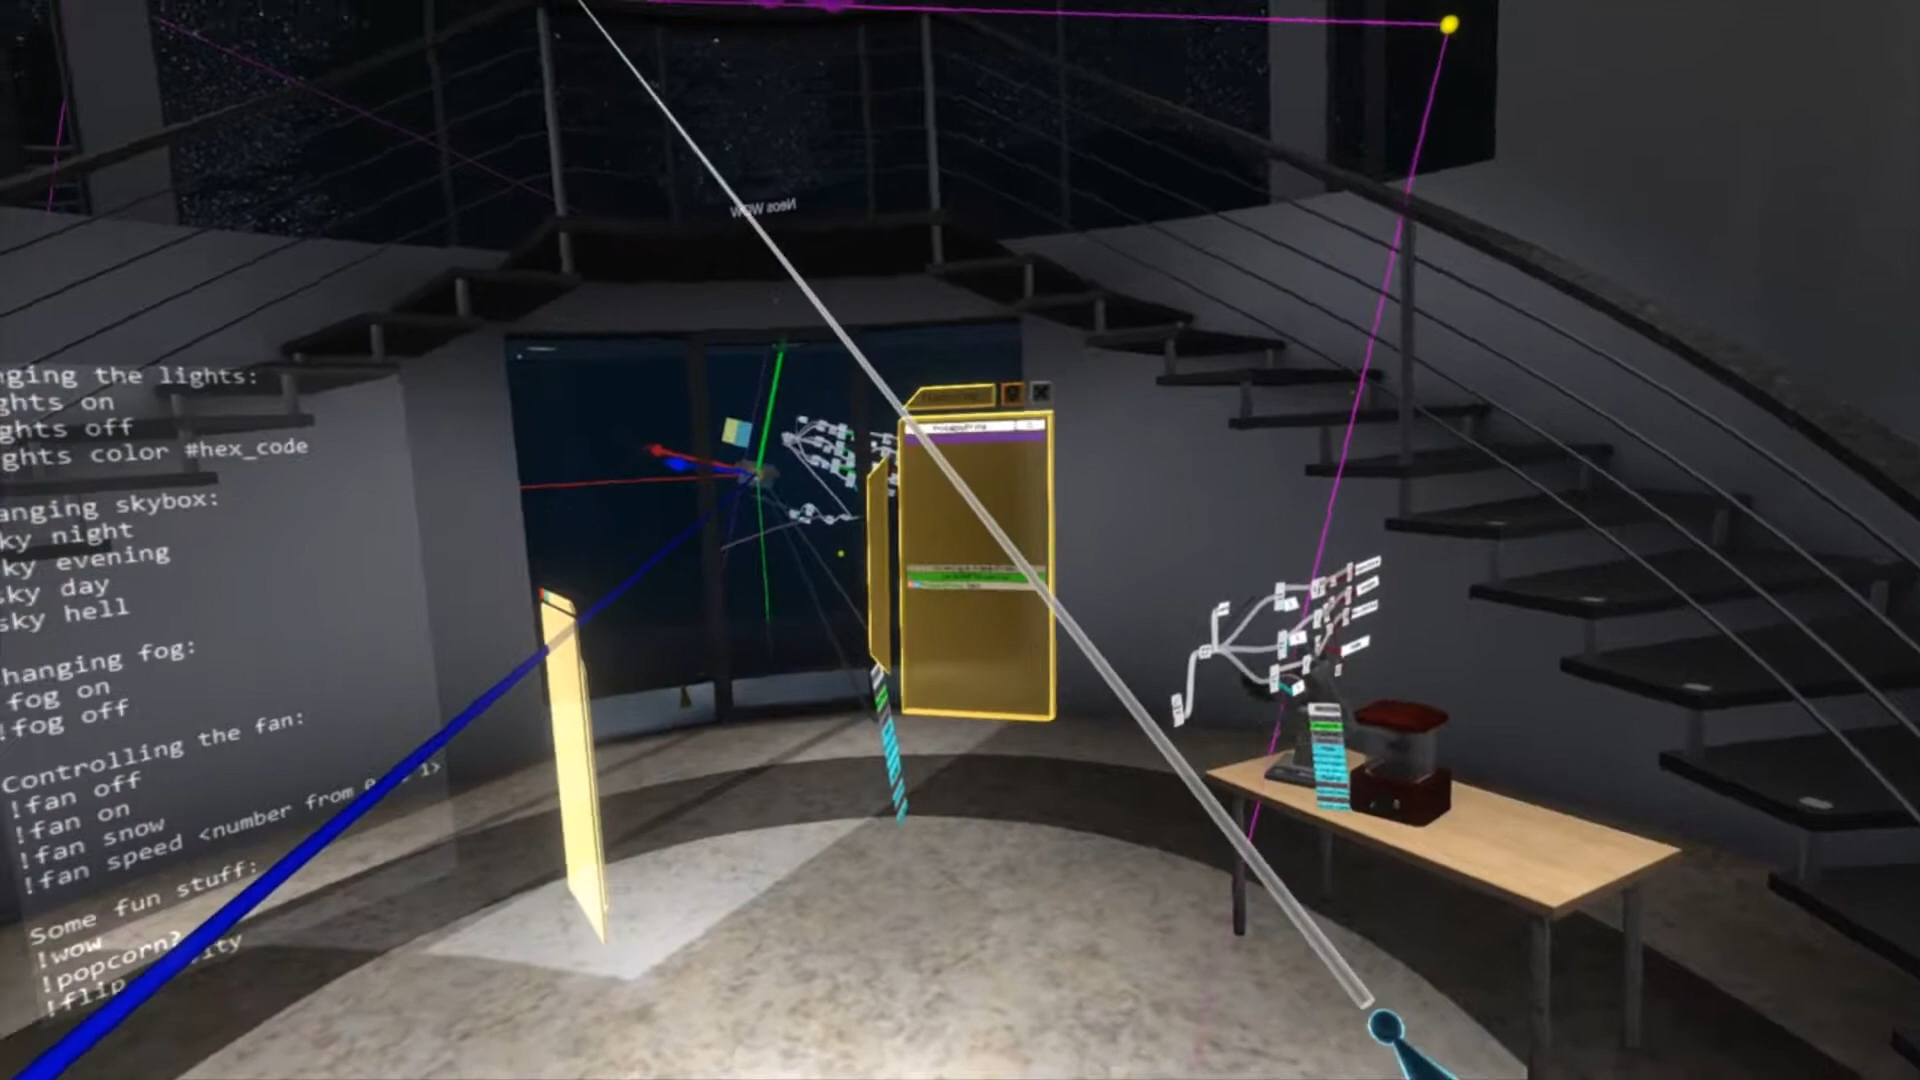 Neos WOW
nging the lights:
ghts on
ghts off
ghts color #hex_code
anging skybox:
ky night
ky evening
sky day
sky hell
hanging fog:
fog on
!fog off
Controlling the fan:
!fan off
!fan on
!fan snow
!fan speed <number from 1>
Some fun stuff:
!wow
!popcorn?
!flip ity